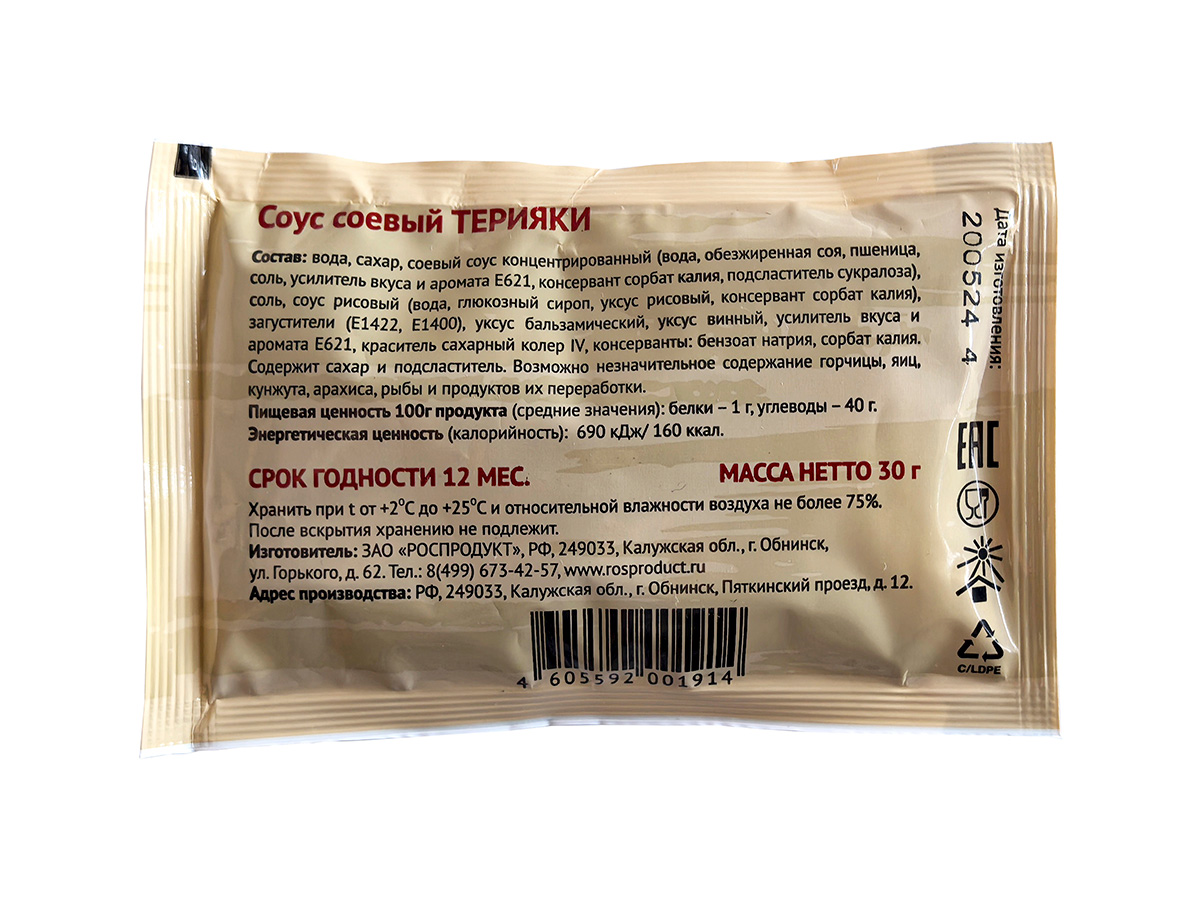 Соус соевый ТЕРИЯКИ
Состав: вода, сахар, соевый соус концентрированный (вода, обезжиренная соя, пшеница,
соль, усилитель вкуса и аромата Е621, консервант сорбат калия, подсластитель сукралоза),
соль, соус рисовый (вода, глюкозный сироп, уксус рисовый, консервант сорбат калия),
загустители (Е1422, Е1400), уксус бальзамический, уксус винный, усилитель вкуса и
аромата Е621, краситель сахарный колер IV, консерванты: бензоат натрия, сорбат калия.
Содержит сахар и подсластитель. Возможно незначительное содержание горчицы, яиц,
кунжута, арахиса, рыбы и продуктов их переработки.
Пищевая ценность 100г продукта (средние значения): белки – 1 г, углеводы – 40 г.
Энергетическая ценность (калорийность): 690 кДж/ 160 ккал.
СРОК ГОДНОСТИ 12 МЕС. МАССА НЕТТО 30 г
Хранить при t от +2°С до +25°С и относительной влажности воздуха не более 75%.
После вскрытия хранению не подлежит.
Изготовитель: ЗАО «РОСПРОДУКТ», РФ, 249033, Калужская обл., г. Обнинск,
ул. Горького, д. 62. Тел.: 8(499) 673-42-57, www.rosproduct.ru
Адрес производства: РФ, 249033, Калужская обл., г. Обнинск, Пяткинский проезд, д. 12.
4 605592 001914
Дата изготовления:
200524 4
ЕАС
C/LDPE